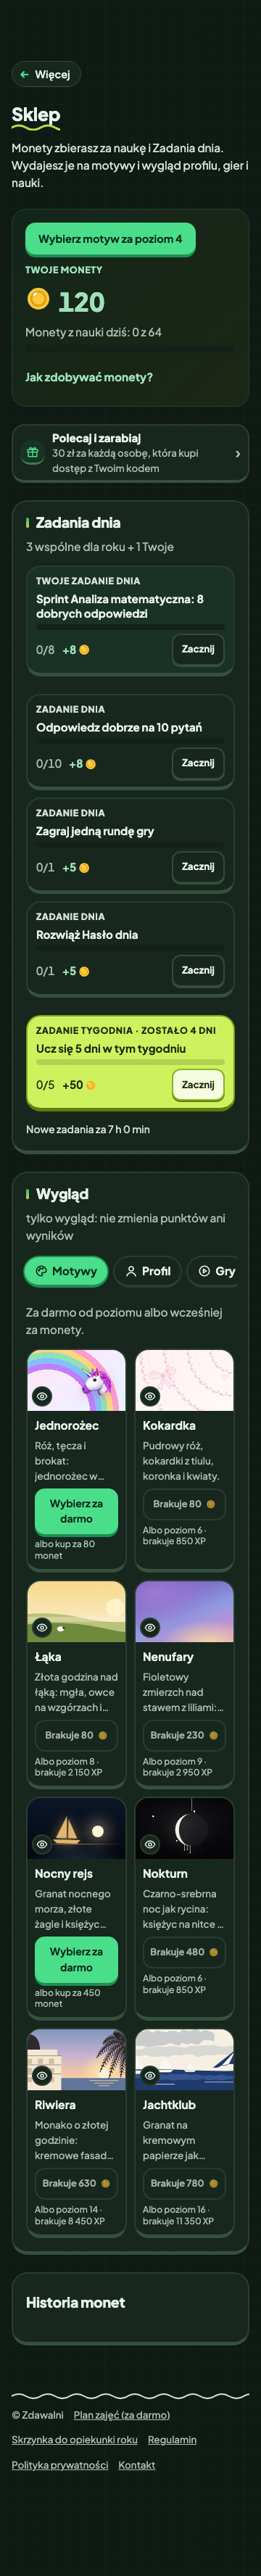 Więcej
Sklep
Monety zbierasz za naukę i Zadania dnia.
Wydajesz je na motywy i wygląd profilu, gier i
nauki.
Wybierz motyw za poziom 4
TWOJE MONETY
120
Monety z nauki dziś: 0 z 64
Jak zdobywać monety?
Polecaj i zarabiaj
30 zł za każdą osobę, która kupi
dostęp z Twoim kodem
Zadania dnia
3 wspólne dla roku + 1 Twoje
TWOJE ZADANIE DNIA
Sprint Analiza matematyczna: 8
dobrych odpowiedzi
0/8 +8
Zacznij
ZADANIE DNIA
Odpowiedz dobrze na 10 pytań
0/10 +8
Zacznij
ZADANIE DNIA
Zagraj jedną rundę gry
0/1 +5
Zacznij
ZADANIE DNIA
Rozwiąż Hasło dnia
0/1 +5
Zacznij
ZADANIE TYGODNIA · ZOSTAŁO 4 DNI
Ucz się 5 dni w tym tygodniu
0/5 +50
Zacznij
Nowe zadania za 7 h 0 min
Wygląd
tylko wygląd: nie zmienia punktów ani
wyników
Motywy
Profil
Gry
Za darmo od poziomu albo wcześniej
za monety.
Jednorożec
Róż, tęcza i
brokat:
jednorożec w…
Wybierz za
darmo
albo kup za 80
monet
Kokardka
Pudrowy róż,
kokardki z tiulu,
koronka i kwiaty.
Brakuje 80
Albo poziom 6 ·
brakuje 850 XP
Łąka
Złota godzina nad
łąką: mgła, owce
na wzgórzach i…
Brakuje 80
Albo poziom 8 ·
brakuje 2 150 XP
Nenufary
Fioletowy
zmierzch nad
stawem z liliami:…
Brakuje 230
Albo poziom 9 ·
brakuje 2 950 XP
Nocny rejs
Granat nocnego
morza, złote
żagle i księżyc…
Wybierz za
darmo
albo kup za 450
monet
Nokturn
Czarno-srebrna
noc jak rycina:
księżyc na nitce …
Brakuje 480
Albo poziom 6 ·
brakuje 850 XP
Riwiera
Monako o złotej
godzinie:
kremowe fasad…
Brakuje 630
Albo poziom 14 ·
brakuje 8 450 XP
Jachtklub
Granat na
kremowym
papierze jak…
Brakuje 780
Albo poziom 16 ·
brakuje 11 350 XP
Historia monet
© Zdawalni Plan zajęć (za darmo)
Skrzynka do opiekunki roku Regulamin
Polityka prywatności Kontakt